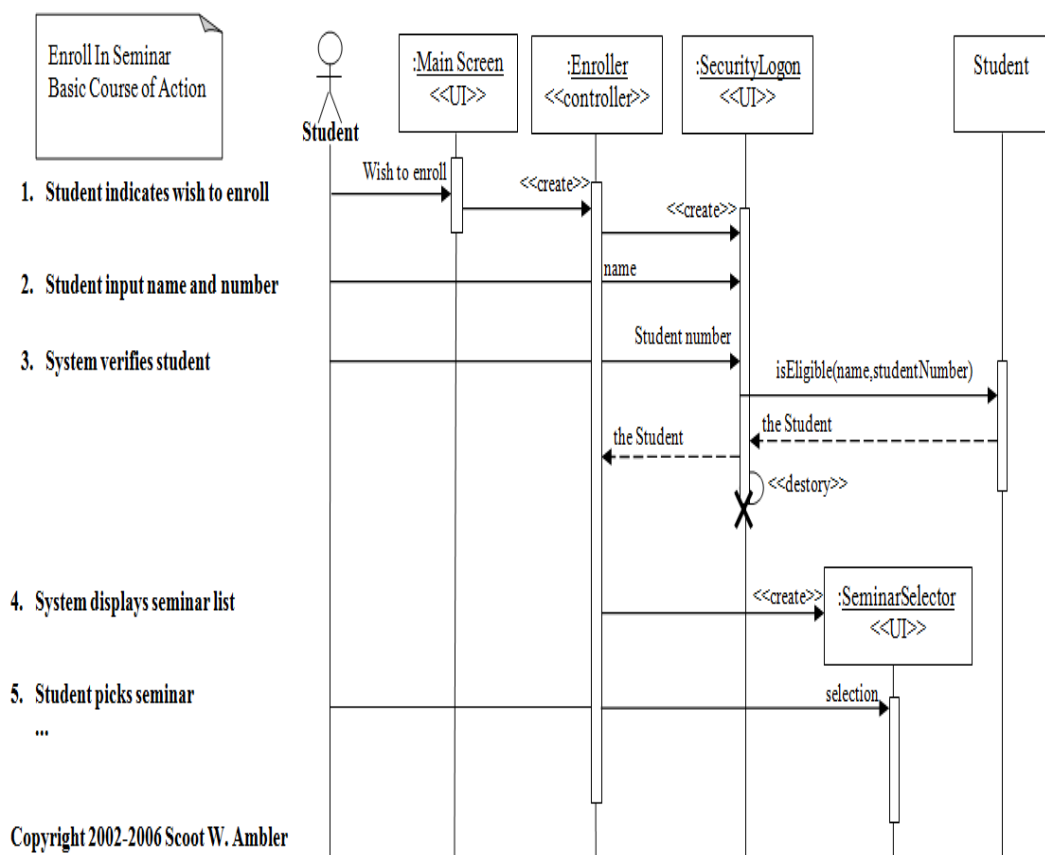 Enroll In Seminar
Basic Course of Action
Student
:Main Screen
<<UI>>
:Enroller
<<controller>>
:SecurityLogon
<<UI>>
Student
1. Student indicates wish to enroll
Wish to enroll
<<create>>
<<create>>
2. Student input name and number
name
3. System verifies student
Student number
isEligible(name,studentNumber)
the Student
the Student
<<destory>>
4. System displays seminar list
<<create>>
:SeminarSelector
<<UI>>
5. Student picks seminar
...
selection
Copyright 2002-2006 Scoot W. Ambler